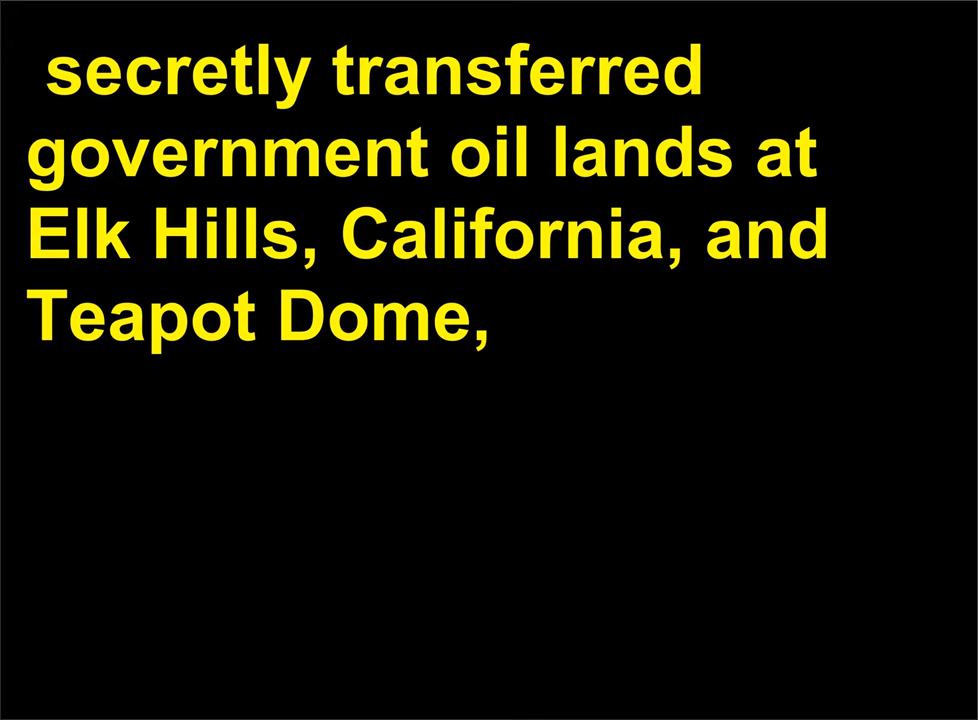 secretly transferred
government oil lands at
Elk Hills, California, and
Teapot Dome,